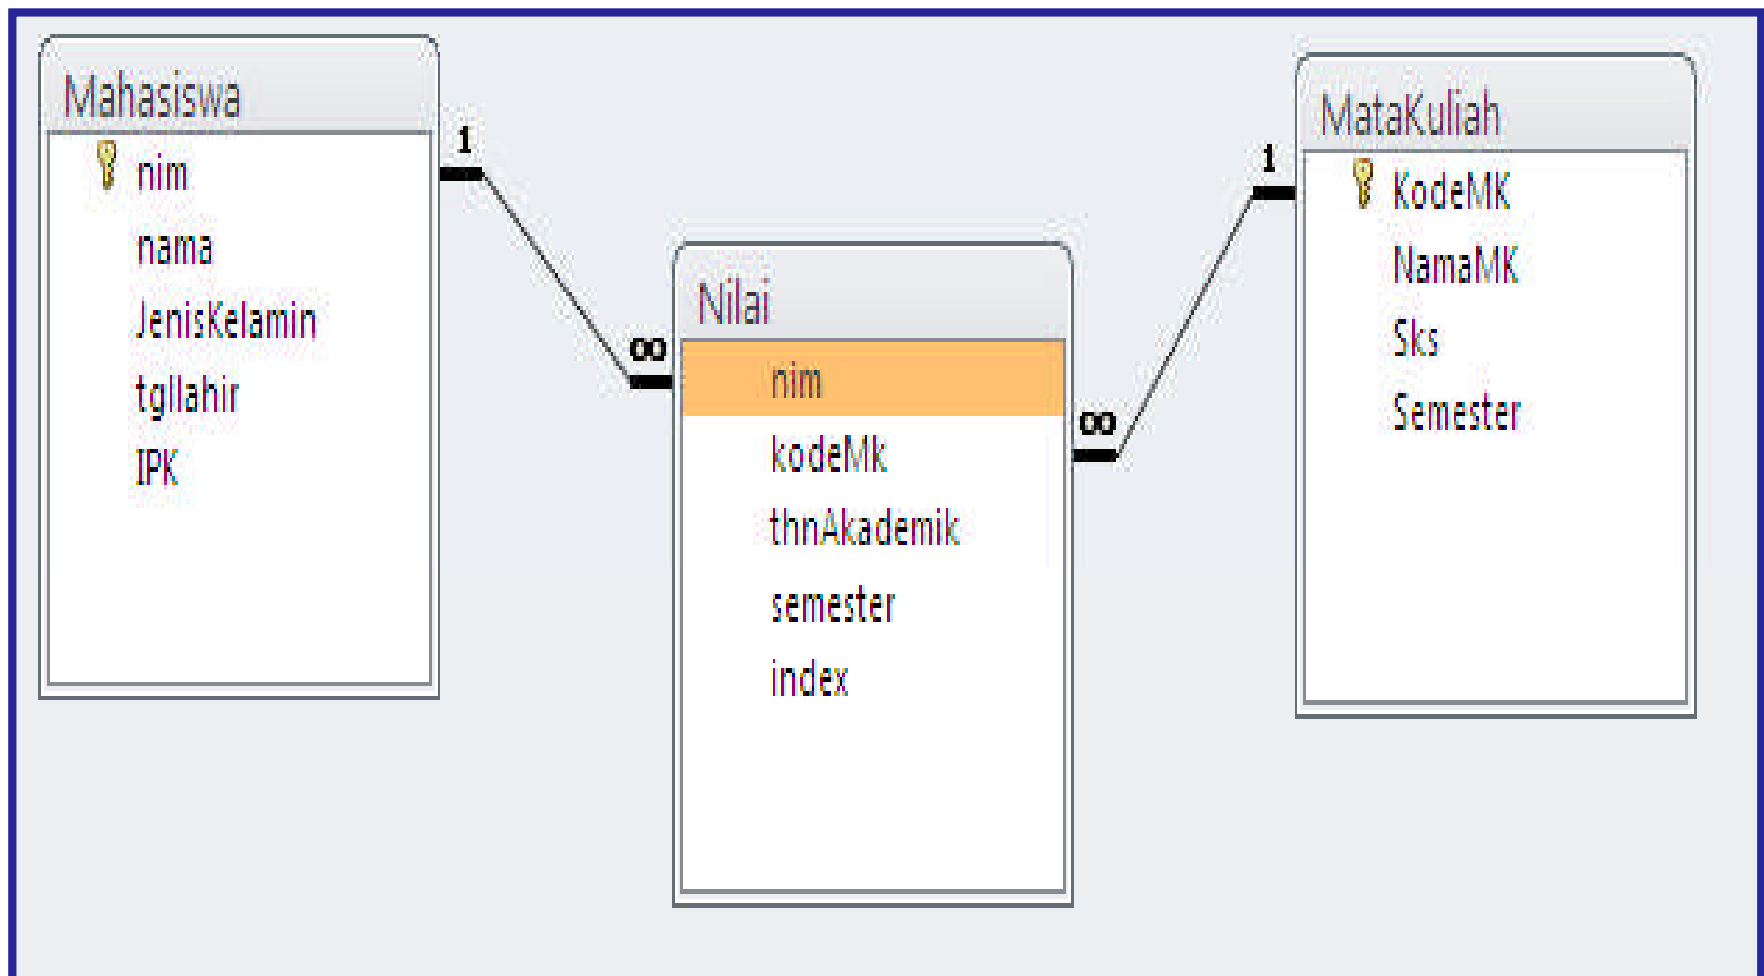 Mahasiswa
nim
nama
JenisKelamin
tgllahir
IPK
1
∞
Nilai
nim
kodeMk
thnAkademik
semester
index
1
∞
MataKuliah
KodeMK
NamaMK
Sks
Semester